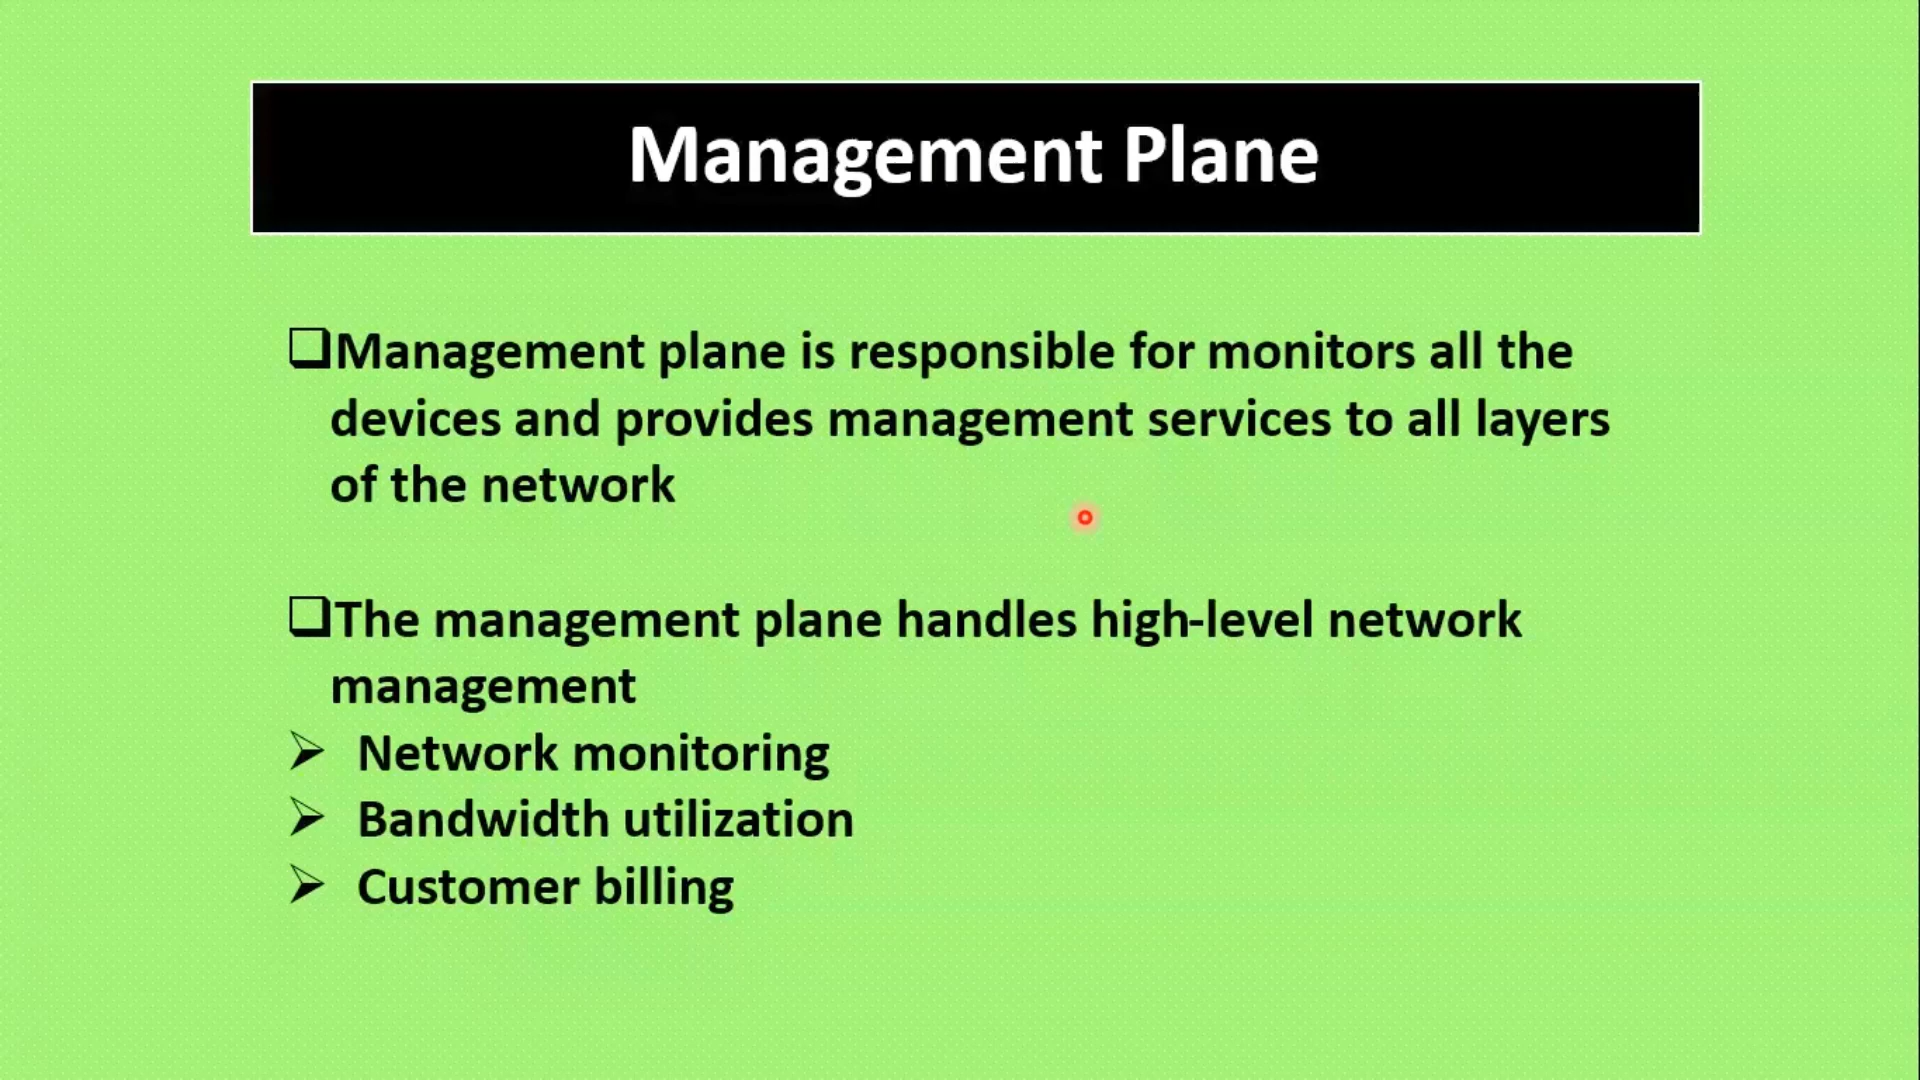 Management Plane
❑Management plane is responsible for monitors all the
devices and provides management services to all layers
of the network
❑The management plane handles high-level network
management
➢ Network monitoring
➢ Bandwidth utilization
➢ Customer billing